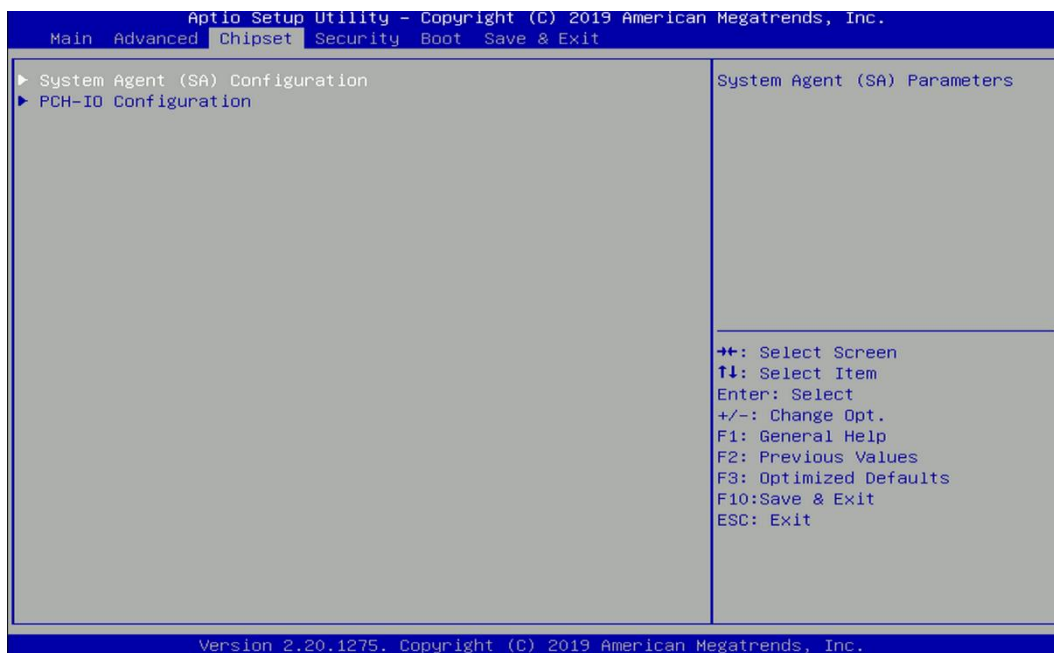 Aptio Setup Utility – Copyright (C) 2019 American Megatrends, Inc.
Main Advanced Chipset Security Boot Save & Exit
▶ System Agent (SA) Configuration
▶ PCH-IO Configuration
System Agent (SA) Parameters
→←: Select Screen
↑↓: Select Item
Enter: Select
+/-: Change Opt.
F1: General Help
F2: Previous Values
F3: Optimized Defaults
F10:Save & Exit
ESC: Exit
Version 2.20.1275. Copyright (C) 2019 American Megatrends, Inc.